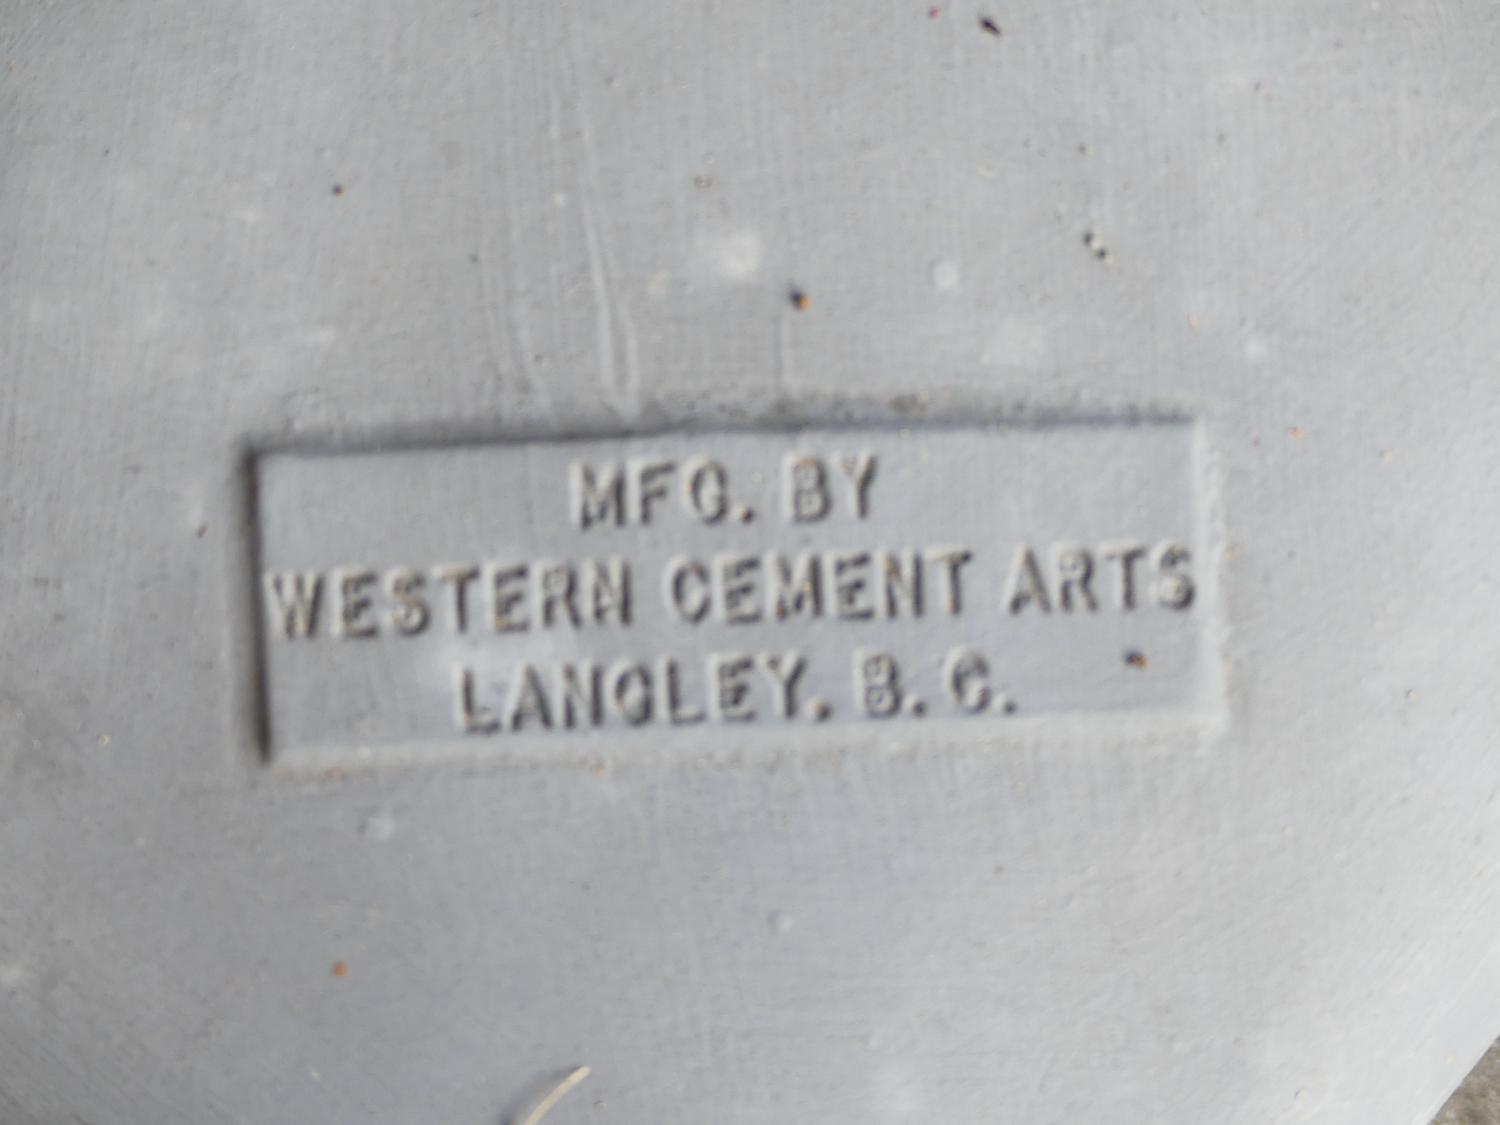 MFG. BY
WESTERN CEMENT ARTS
LANGLEY, B. C.